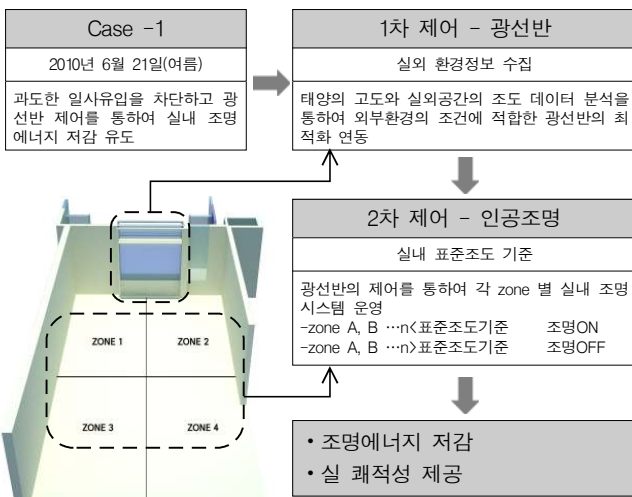 Case -1
2010년 6월 21일(여름)
과도한 일사유입을 차단하고 광
선반 제어를 통하여 실내 조명
에너지 저감 유도
1차 제어 - 광선반
실외 환경정보 수집
태양의 고도와 실외공간의 조도 데이터 분석을
통하여 외부환경의 조건에 적합한 광선반의 최
적화 연동
2차 제어 - 인공조명
실내 표준조도 기준
광선반의 제어를 통하여 각 zone 별 실내 조명
시스템 운영
-zone A, B …n<표준조도기준 조명ON
-zone A, B …n>표준조도기준 조명OFF
ZONE 1 ZONE 2
ZONE 3 ZONE 4
• 조명에너지 저감
• 실 쾌적성 제공